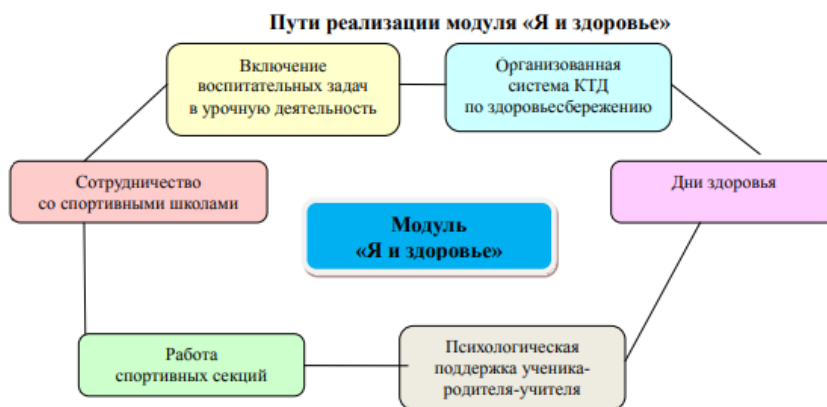 Пути реализации модуля «Я и здоровье»
Включение
воспитательных задач
в урочную деятельность
Организованная
система КТД
по здоровьесбережению
Сотрудничество
со спортивными школами
Дни здоровья
Модуль
«Я и здоровье»
Работа
спортивных секций
Психологическая
поддержка ученика-
родителя-учителя